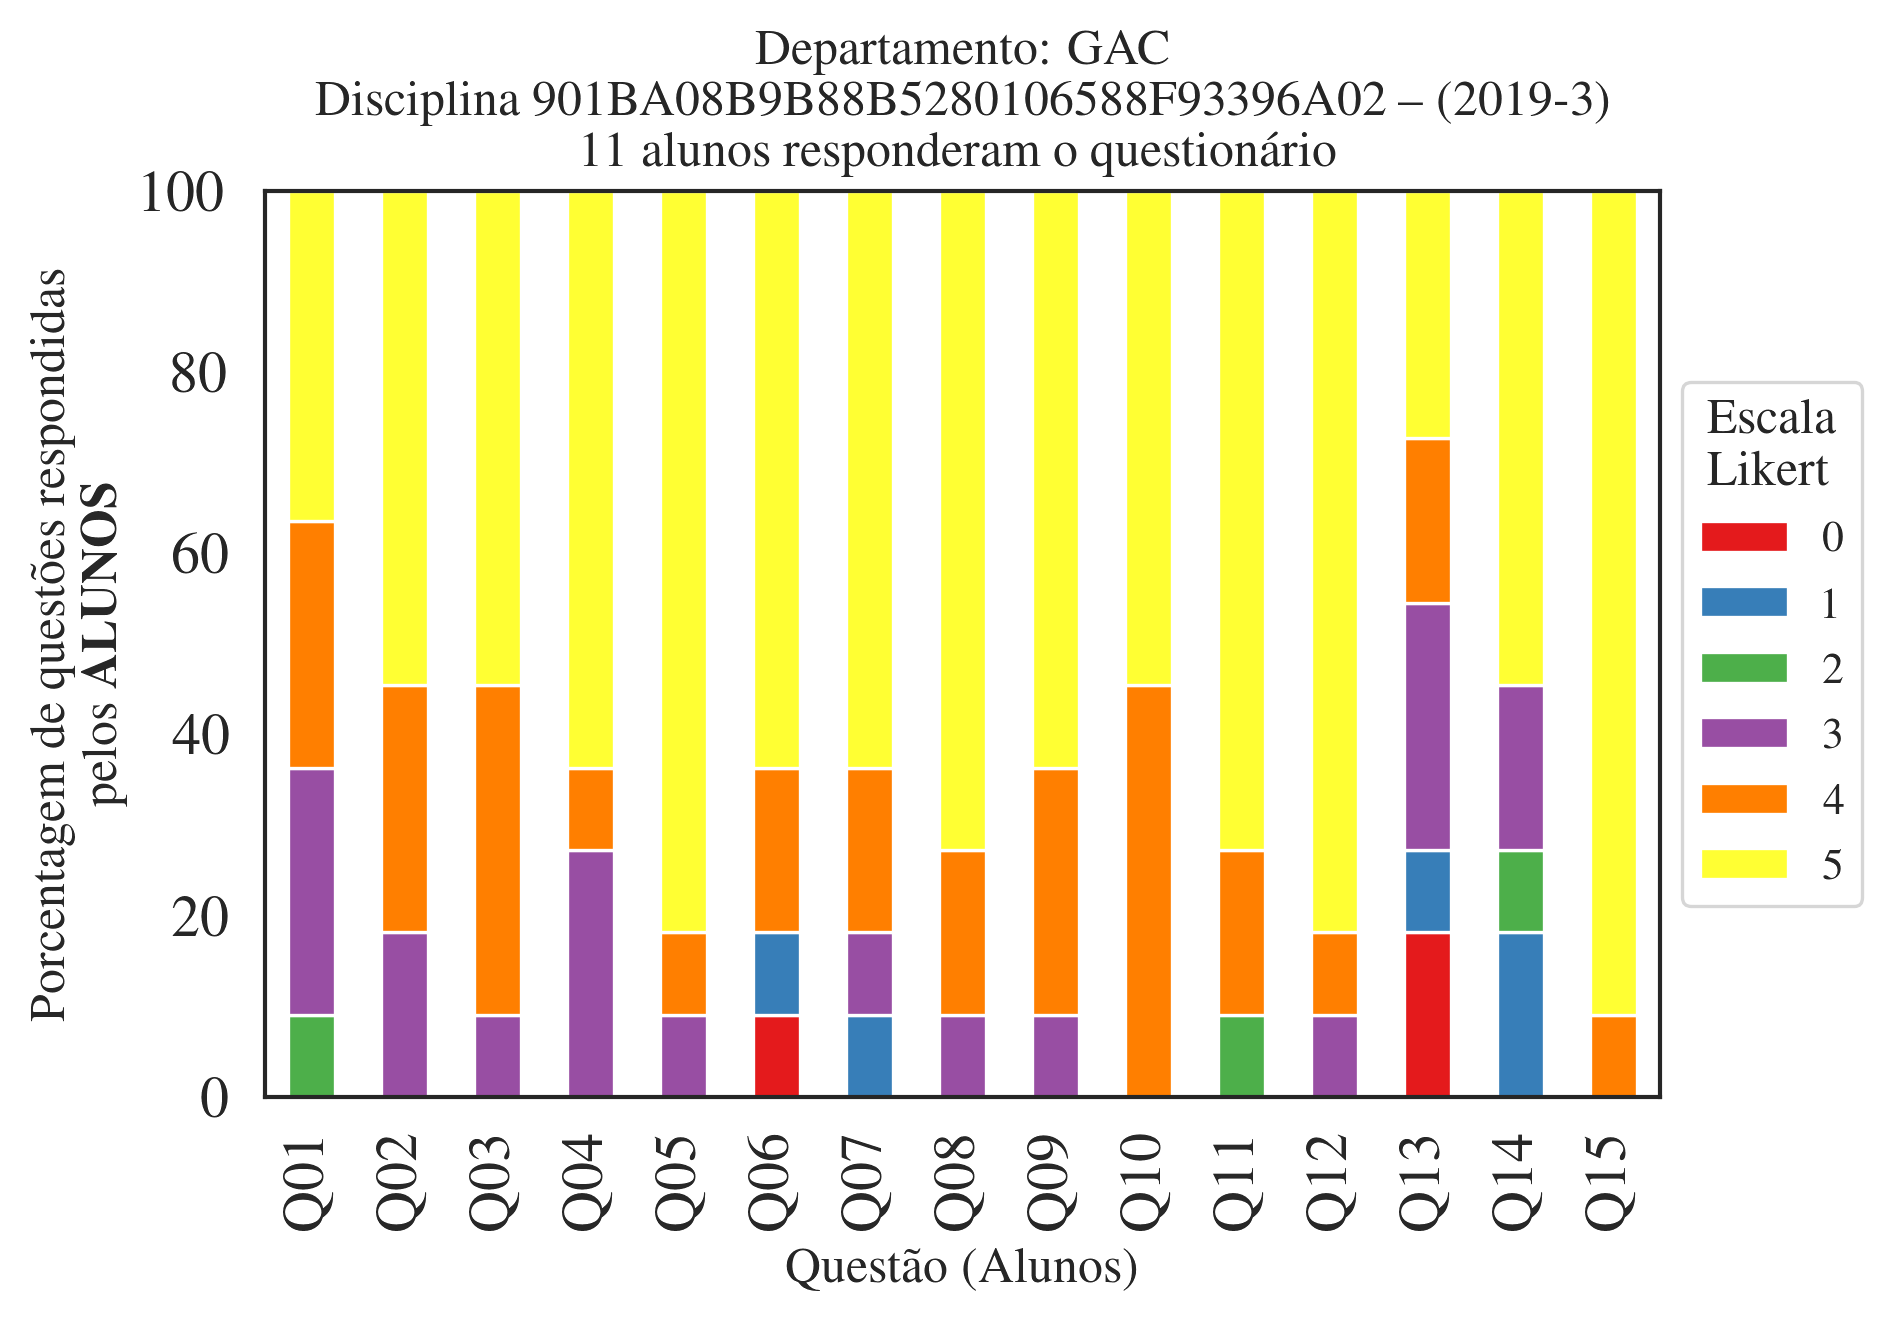 Departamento: GAC
Disciplina 901BA08B9B88B5280106588F93396A02 – (2019-3)
11 alunos responderam o questionário
Porcentagem de questões respondidas
pelos ALUNOS
100
80
60
40
20
0
Q01
Q02
Q03
Q04
Q05
Q06
Q07
Q08
Q09
Q10
Q11
Q12
Q13
Q14
Q15
Questão (Alunos)
Escala
Likert
0
1
2
3
4
5